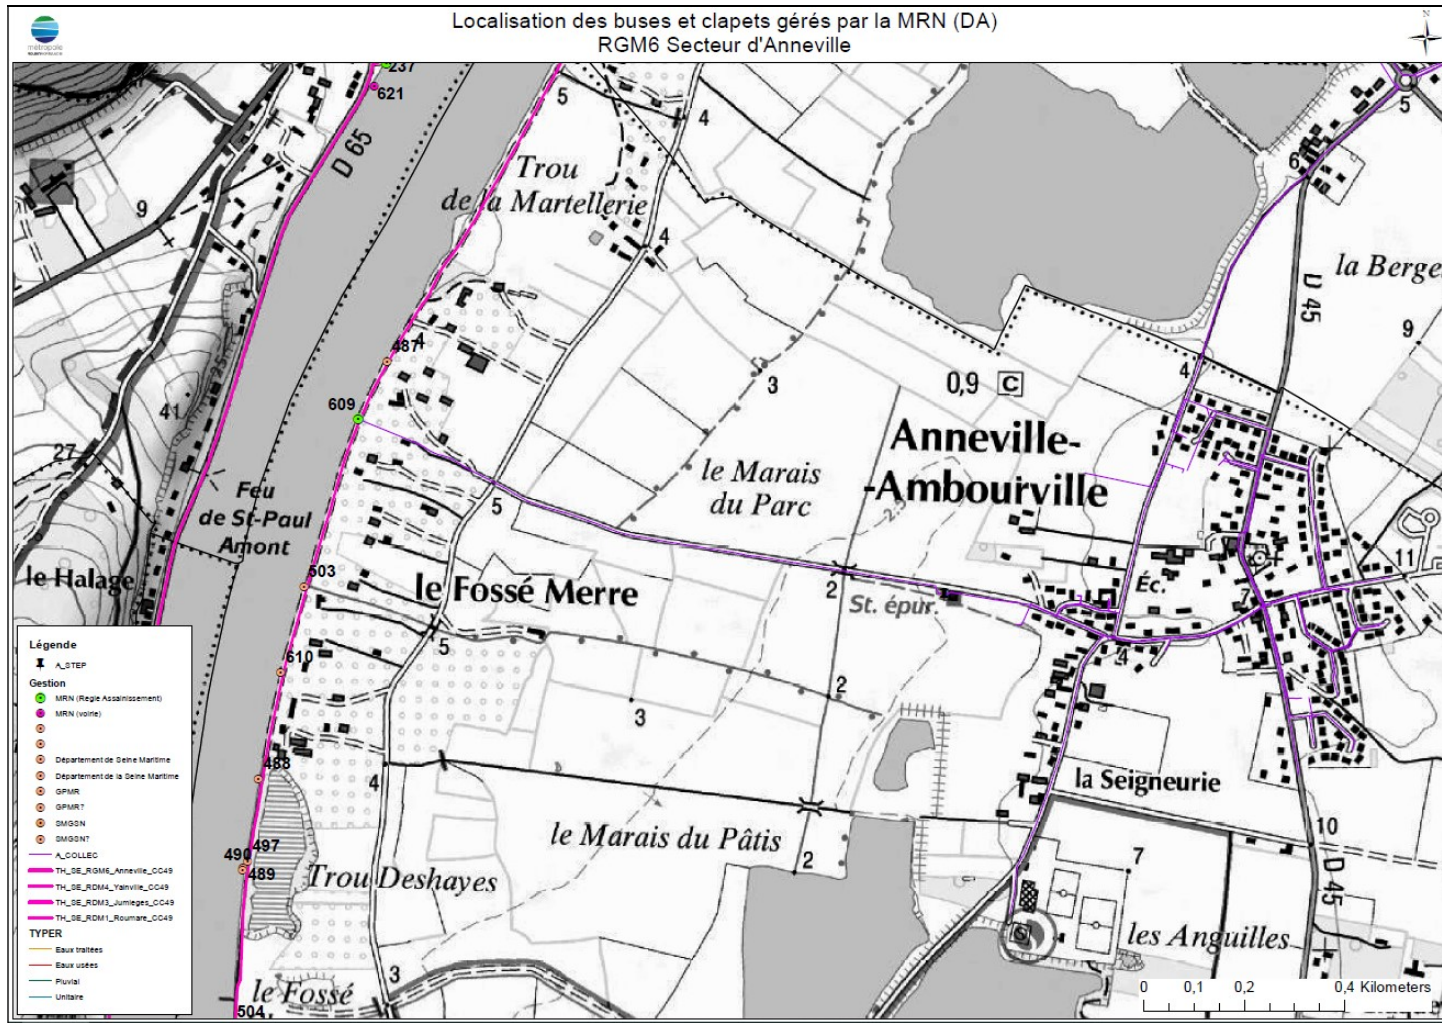 Localisation des buses et clapets gérés par la MRN (DA)
RGM6 Secteur d'Anneville
métropole
N
237
621
D 65
5
4
Trou
de la Martellerie
9
4
6
5
la Berge
D 45
9
487
4
609
41
27
25
3
0,9 C
4
Anneville-
-Ambourville
le Marais
du Parc
2.5
Feu
de St-Paul
Amont
5
le Halage
503
le Fossé Merre
2
St. épur.
Éc.
7
11
610
5
4
2
3
488
4
la Seigneurie
10
le Marais du Pâtis
2
7
D 45
490
497
489
Trou Deshayes
S
les Anguilles
3
le Fossé
504
Légende
A_STEP
Gestion
MRN (Regie Assainissement)
MRN (voirie)
Département de Seine Maritime
Département de la Seine Maritime
GPMR
GPMR?
SMGSN
SMGSN?
A_COLLEC
TH_SE_RGM6_Anneville_CC49
TH_SE_RDM4_Yainville_CC49
TH_SE_RDM3_Jumieges_CC49
TH_SE_RDM1_Roumare_CC49
TYPER
Eaux traitées
Eaux usées
Pluvial
Unitaire
0 0,1 0,2 0,4 Kilometers